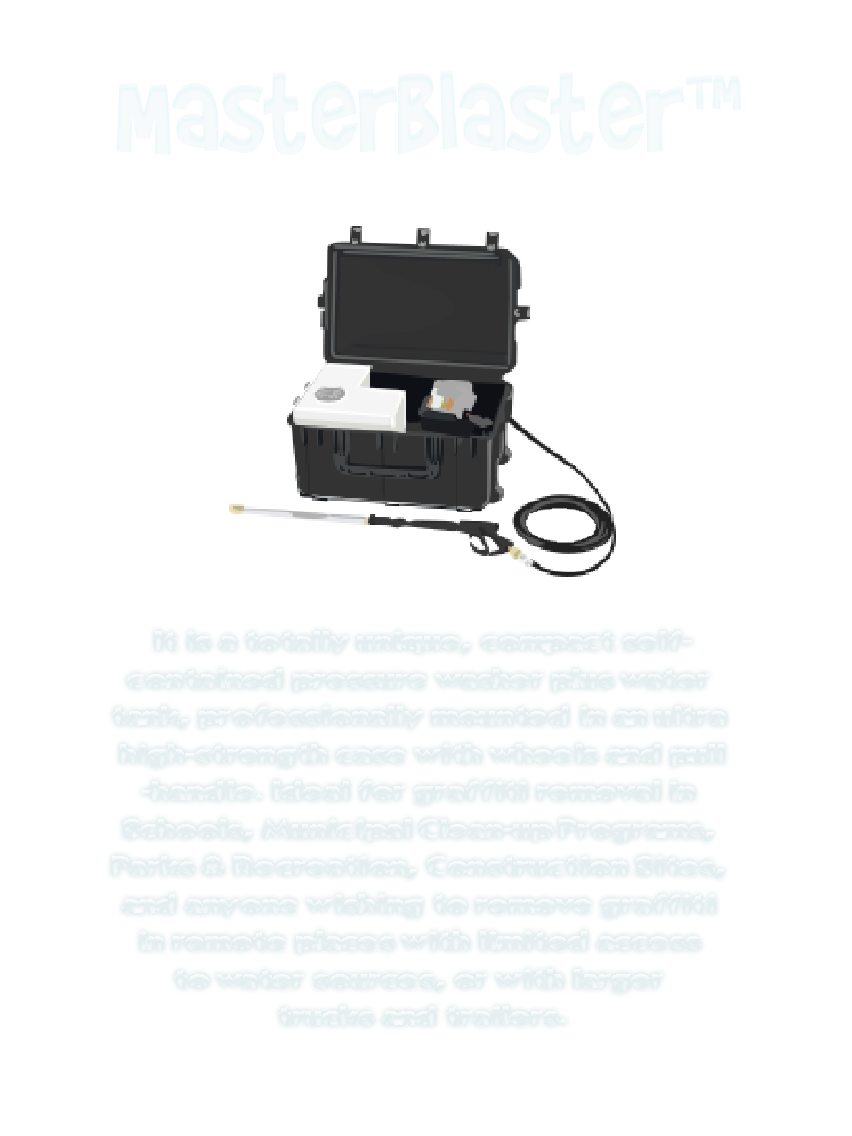 MasterBlaster™
It is a totally unique, compact self-
contained pressure washer plus water
tank, professionally mounted in an ultra
high-strength case with wheels and pull
-handle. Ideal for graffiti removal in
Schools, Municipal Clean-up Programs,
Parks & Recreation, Construction Sites,
and anyone wishing to remove graffiti
in remote places with limited access
to water sources, or with larger
trucks and trailers.